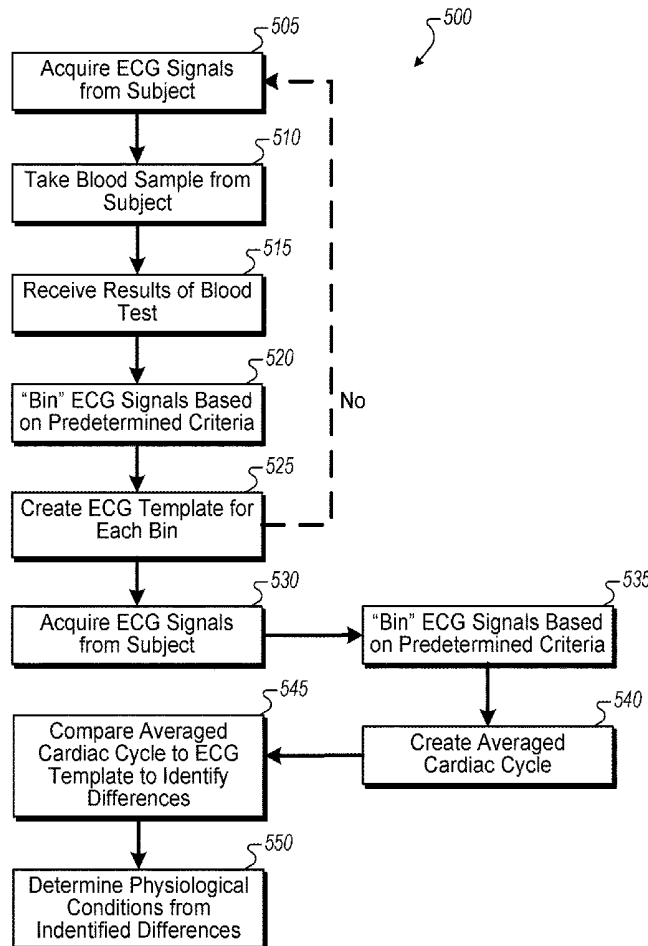 505
500
Acquire ECG Signals
from Subject
510
Take Blood Sample from
Subject
515
Receive Results of Blood
Test
520
“Bin” ECG Signals Based
on Predetermined Criteria
No
525
Create ECG Template for
Each Bin
530
Acquire ECG Signals
from Subject
535
“Bin” ECG Signals Based
on Predetermined Criteria
540
Create Averaged
Cardiac Cycle
545
Compare Averaged
Cardiac Cycle to ECG
Template to Identify
Differences
550
Determine Physiological
Conditions from
Indentified Differences